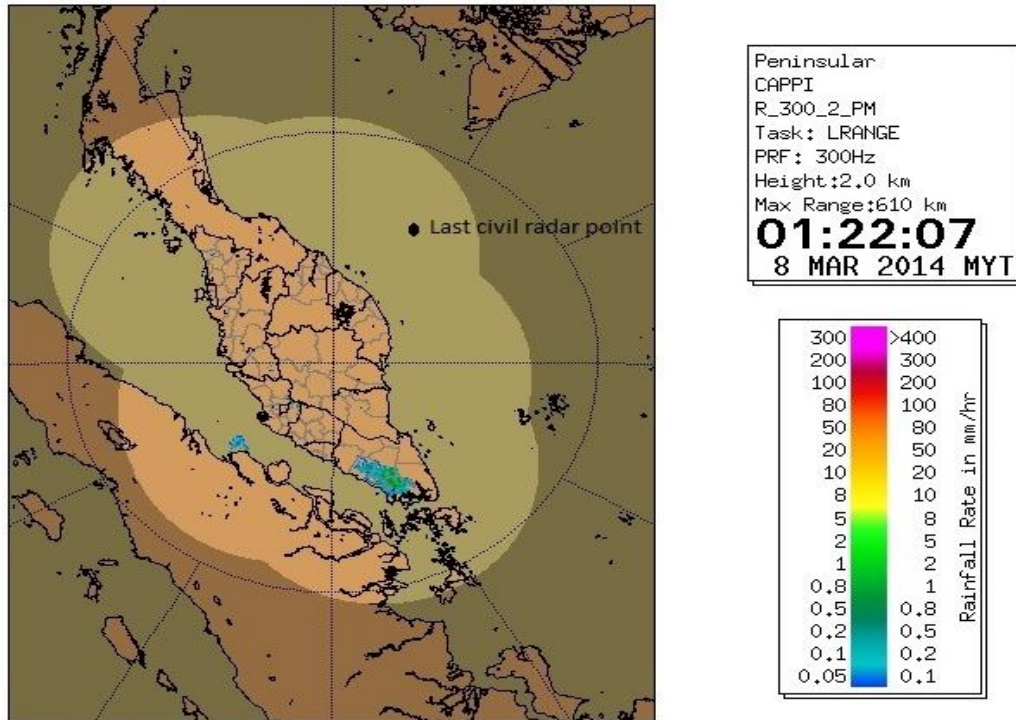 Last civil radar point
Peninsular
CAPPI
R_300_2_PM
Task: LRANGE
PRF: 300Hz
Height:2.0 km
Max Range:610 km
01:22:07
8 MAR 2014 MYT
300 >400
200 300
100 200
80 100
50 80
20 50
10 20
8 10
5 8
2 5
1 2
0.8 1
0.5 0.8
0.2 0.5
0.1 0.2
0.05 0.1
Rainfall Rate in mm/hr